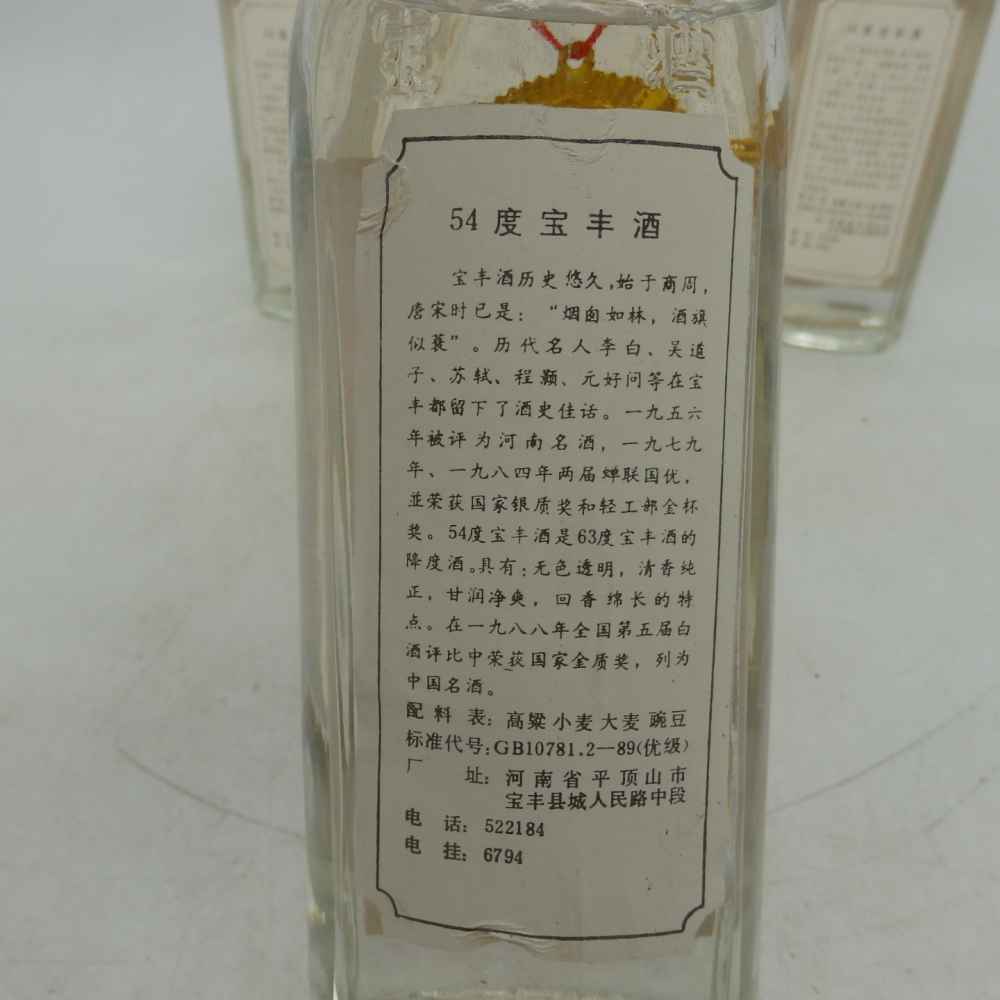 宝 酒
54度宝丰酒
宝丰酒历史悠久,始于商周,
唐宋时已是：“烟囱如林，酒旗
似蓑”。历代名人李白、吴道
子、苏轼、程颢、元好问等在宝
丰都留下了酒史佳话。一九五六
年被评为河南名酒，一九七九
年、一九八四年两届蝉联国优，
並荣获国家银质奖和轻工部金杯
奖。54度宝丰酒是63度宝丰酒的
降度酒。具有：无色透明，清香纯
正，甘润净爽，回香绵长的特
点。在一九八八年全国第五届白
酒评比中荣获国家金质奖，列为
中国名酒。
配料表：高粱小麦大麦豌豆
标准代号：GB10781.2—89(优级)
厂址：河南省平顶山市
宝丰县城人民路中段
电话：522184
电挂：6794